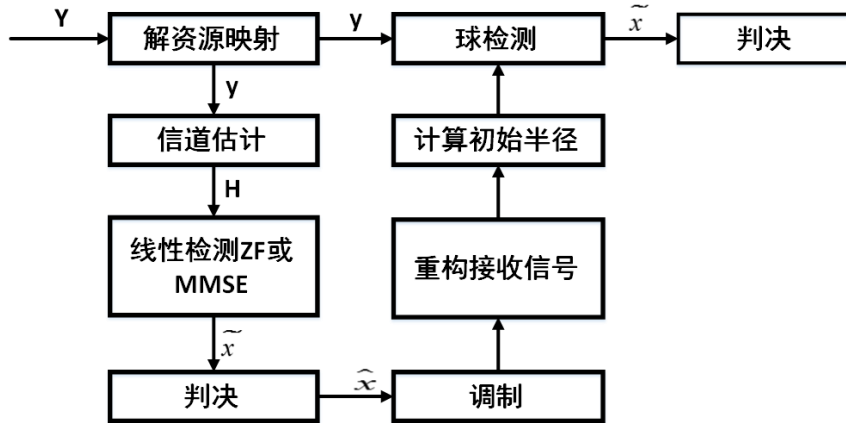 Y
解资源映射
y
球检测
x̃
判决
y
信道估计
计算初始半径
H
线性检测ZF或
MMSE
重构接收信号
x̃
判决
x̂
调制